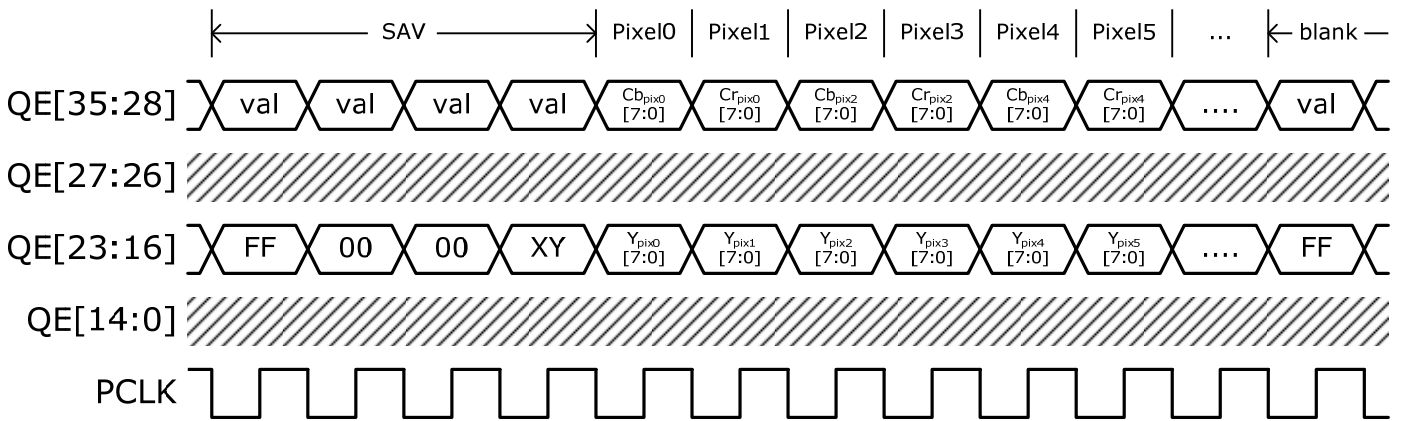 SAV Pixel0 Pixel1 Pixel2 Pixel3 Pixel4 Pixel5 ... blank
QE[35:28] val val val val Cbpix0 [7:0] Crpix0 [7:0] Cbpix2 [7:0] Crpix2 [7:0] Cbpix4 [7:0] Crpix4 [7:0] .... val
QE[27:26]
QE[23:16] FF 00 00 XY Ypix0 [7:0] Ypix1 [7:0] Ypix2 [7:0] Ypix3 [7:0] Ypix4 [7:0] Ypix5 [7:0] .... FF
QE[14:0]
PCLK